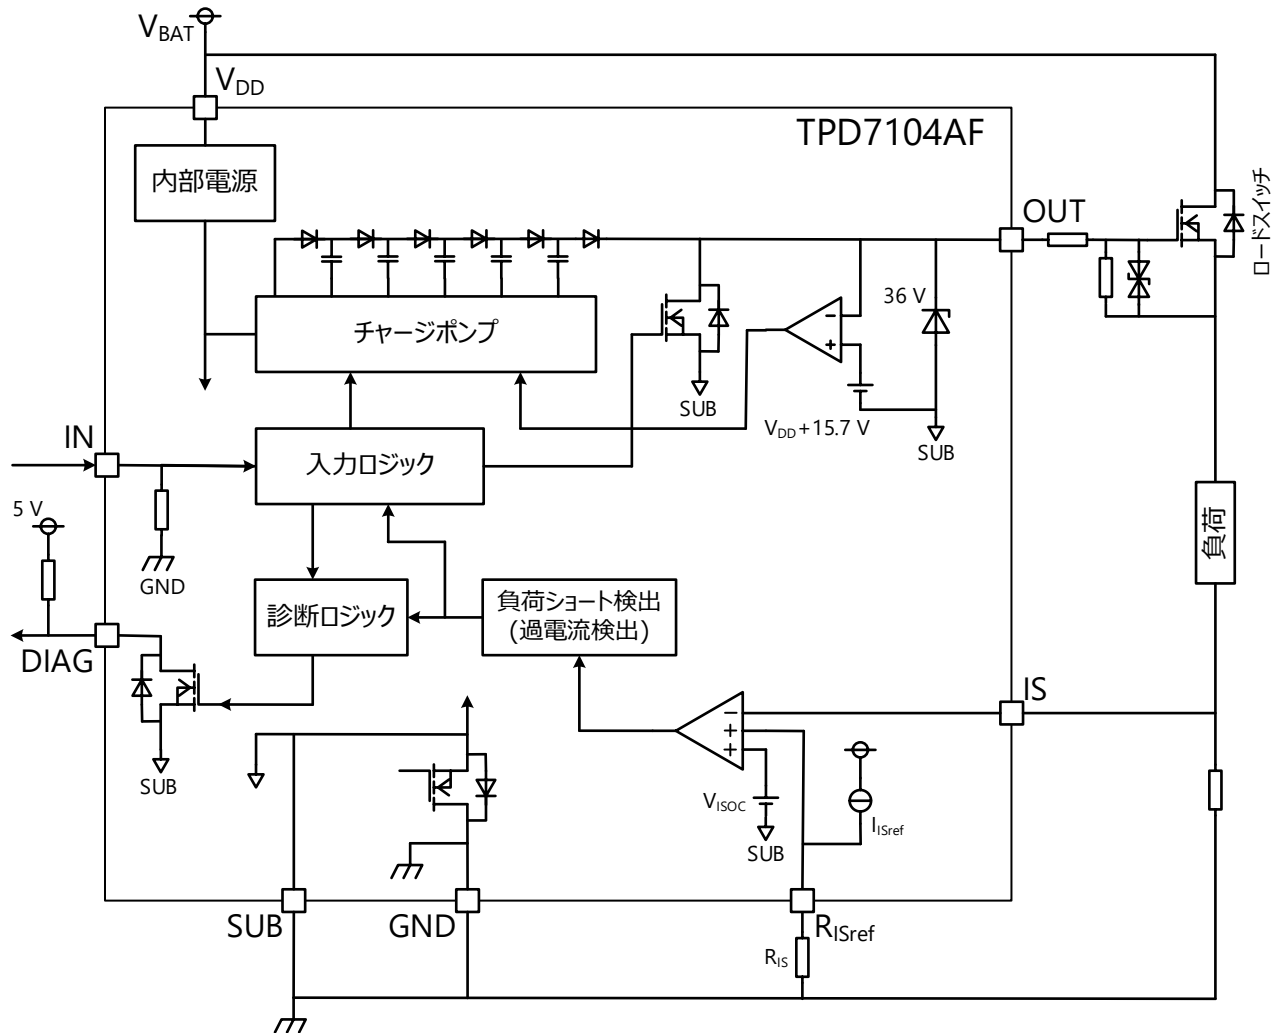 VBAT
VDD
TPD7104AF
内部電源
OUT
ロードスイッチ
36 V
チャージポンプ
SUB
VDD+15.7 V
SUB
IN
入力ロジック
5 V
GND
負荷
診断ロジック
負荷ショート検出
(過電流検出)
DIAG
IS
SUB
VISOC
IISref
SUB
SUB
GND
RISref
RIS